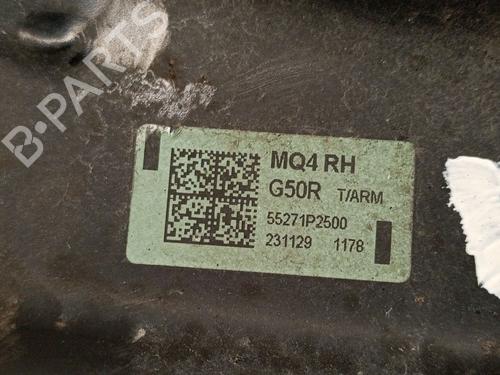 B-PARTS
MQ4 RH
G50R T/ARM
55271P2500
231129 1178